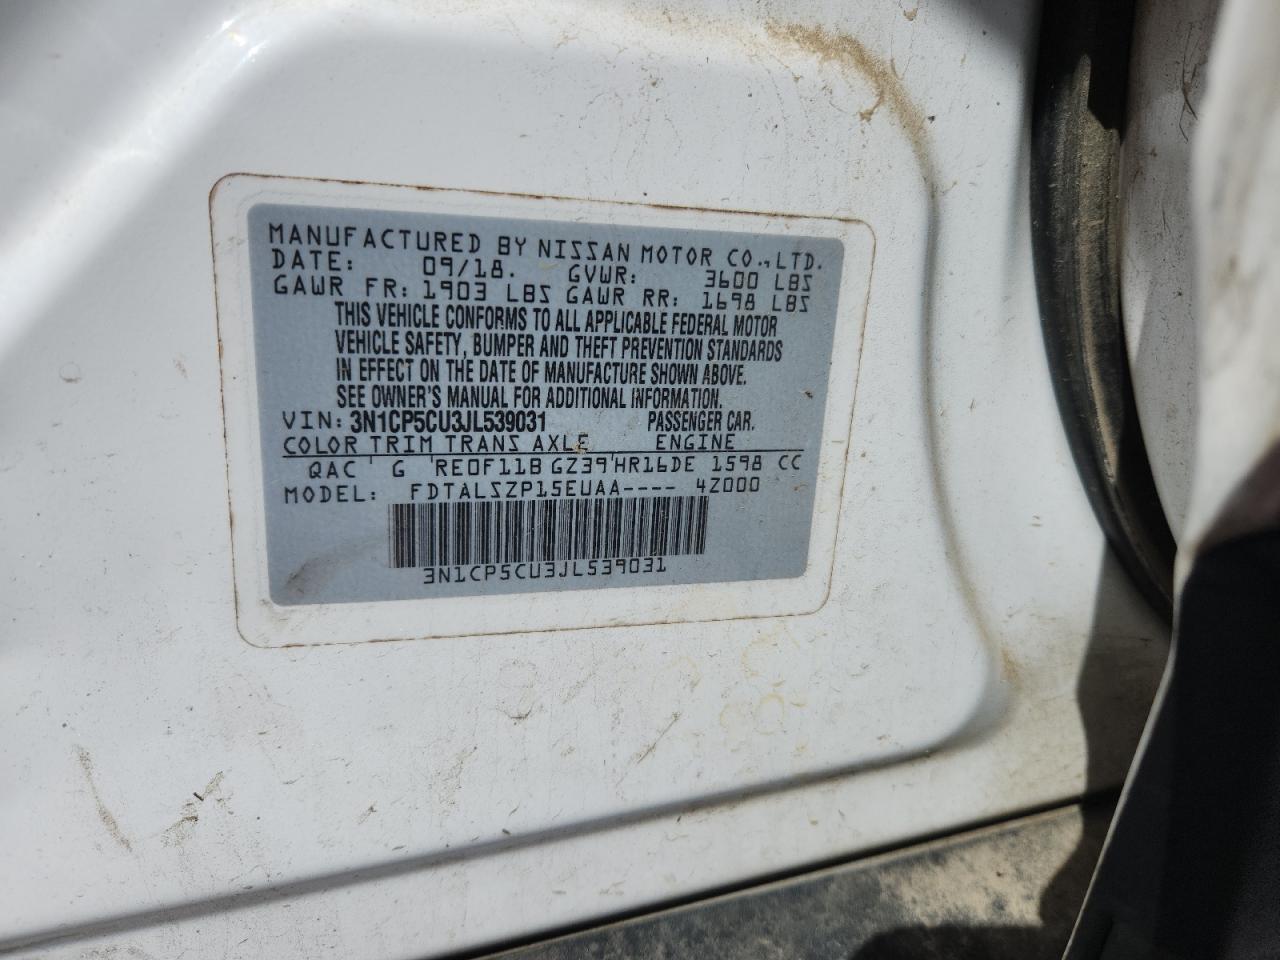 MANUFACTURED BY NISSAN MOTOR CO., LTD.
DATE: 09/18. GVWR: 3600 LBS
GAWR FR: 1903 LBS GAWR RR: 1698 LBS
THIS VEHICLE CONFORMS TO ALL APPLICABLE FEDERAL MOTOR
VEHICLE SAFETY, BUMPER AND THEFT PREVENTION STANDARDS
IN EFFECT ON THE DATE OF MANUFACTURE SHOWN ABOVE.
SEE OWNER'S MANUAL FOR ADDITIONAL INFORMATION.
VIN: 3N1CP5CU3JL539031 PASSENGER CAR.
COLOR TRIM TRANS AXLE ENGINE
QAC G RE0F11B GZ39 HR16DE 1598 CC
MODEL: FDTALSZP15EUAA---- 4Z000
3N1CP5CU3JL539031